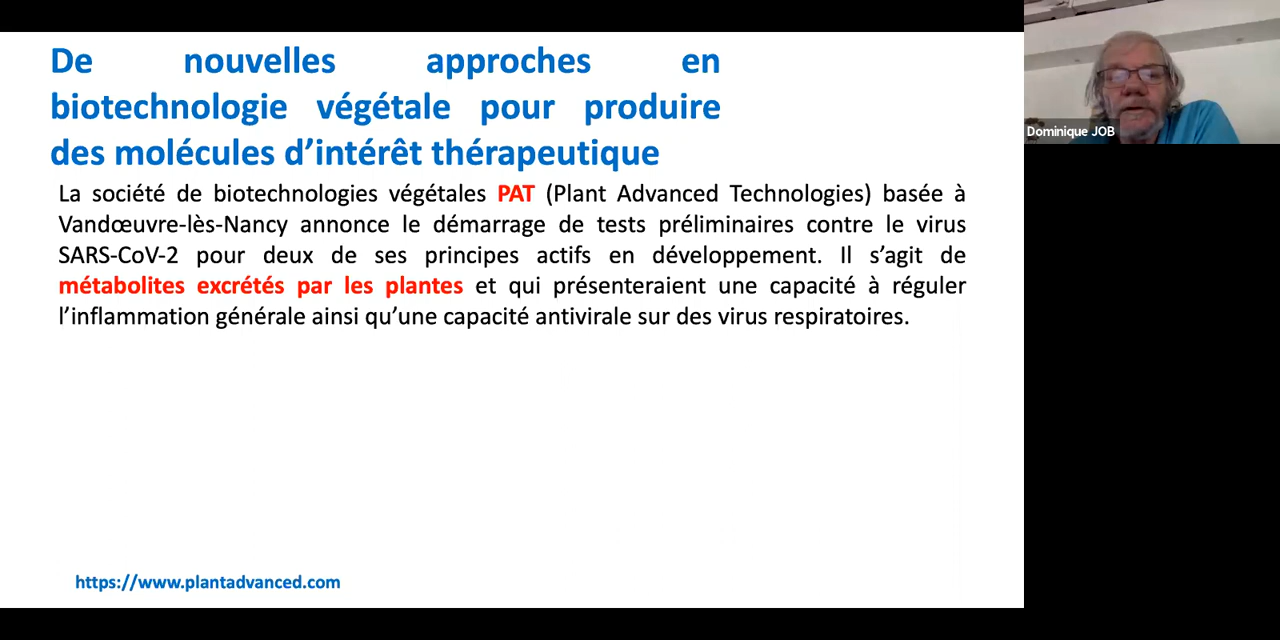 De nouvelles approches en
biotechnologie végétale pour produire
des molécules d’intérêt thérapeutique
La société de biotechnologies végétales PAT (Plant Advanced Technologies) basée à
Vandœuvre-lès-Nancy annonce le démarrage de tests préliminaires contre le virus
SARS-CoV-2 pour deux de ses principes actifs en développement. Il s’agit de
métabolites excrétés par les plantes et qui présenteraient une capacité à réguler
l’inflammation générale ainsi qu’une capacité antivirale sur des virus respiratoires.
https://www.plantadvanced.com
Dominique JOB